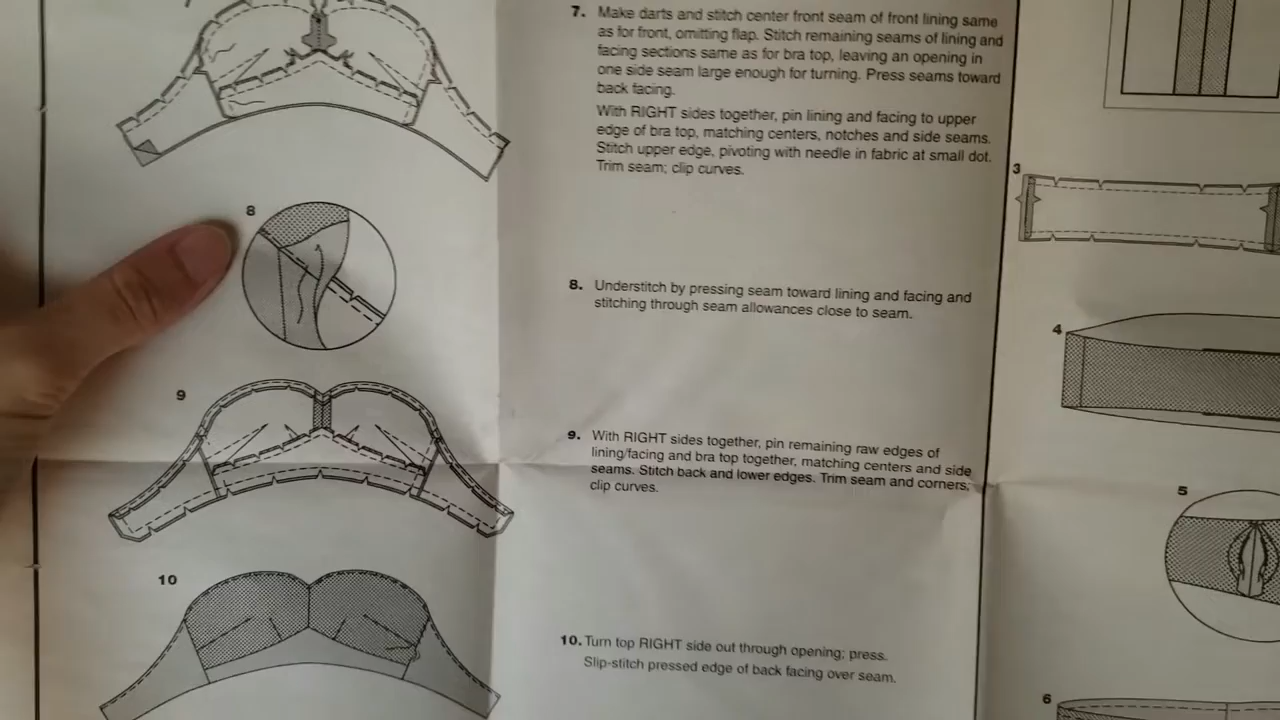 7. Make darts and stitch center front seam of front lining same
as for front, omitting flap. Stitch remaining seams of lining and
facing sections same as for bra top, leaving an opening in
one side seam large enough for turning. Press seams toward
back facing.
With RIGHT sides together, pin lining and facing to upper
edge of bra top, matching centers, notches and side seams.
Stitch upper edge, pivoting with needle in fabric at small dot.
Trim seam; clip curves.
8
8. Understitch by pressing seam toward lining and facing and
stitching through seam allowances close to seam.
9
9. With RIGHT sides together, pin remaining raw edges of
lining/facing and bra top together, matching centers and side
seams. Stitch back and lower edges. Trim seam and corners;
clip curves.
10
10. Turn top RIGHT side out through opening; press.
Slip-stitch pressed edge of back facing over seam.
3
4
5
6